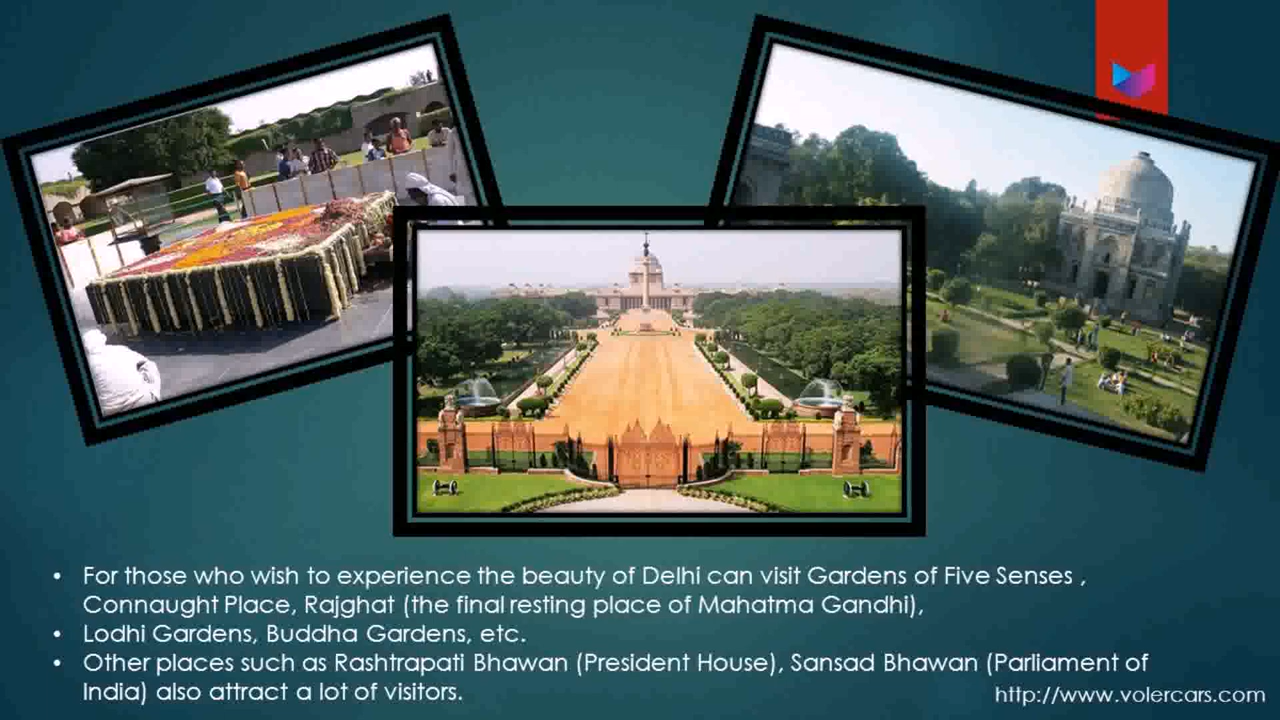 • For those who wish to experience the beauty of Delhi can visit Gardens of Five Senses ,
Connaught Place, Rajghat (the final resting place of Mahatma Gandhi),
• Lodhi Gardens, Buddha Gardens, etc.
• Other places such as Rashtrapati Bhawan (President House), Sansad Bhawan (Parliament of
India) also attract a lot of visitors.
http://www.volercars.com